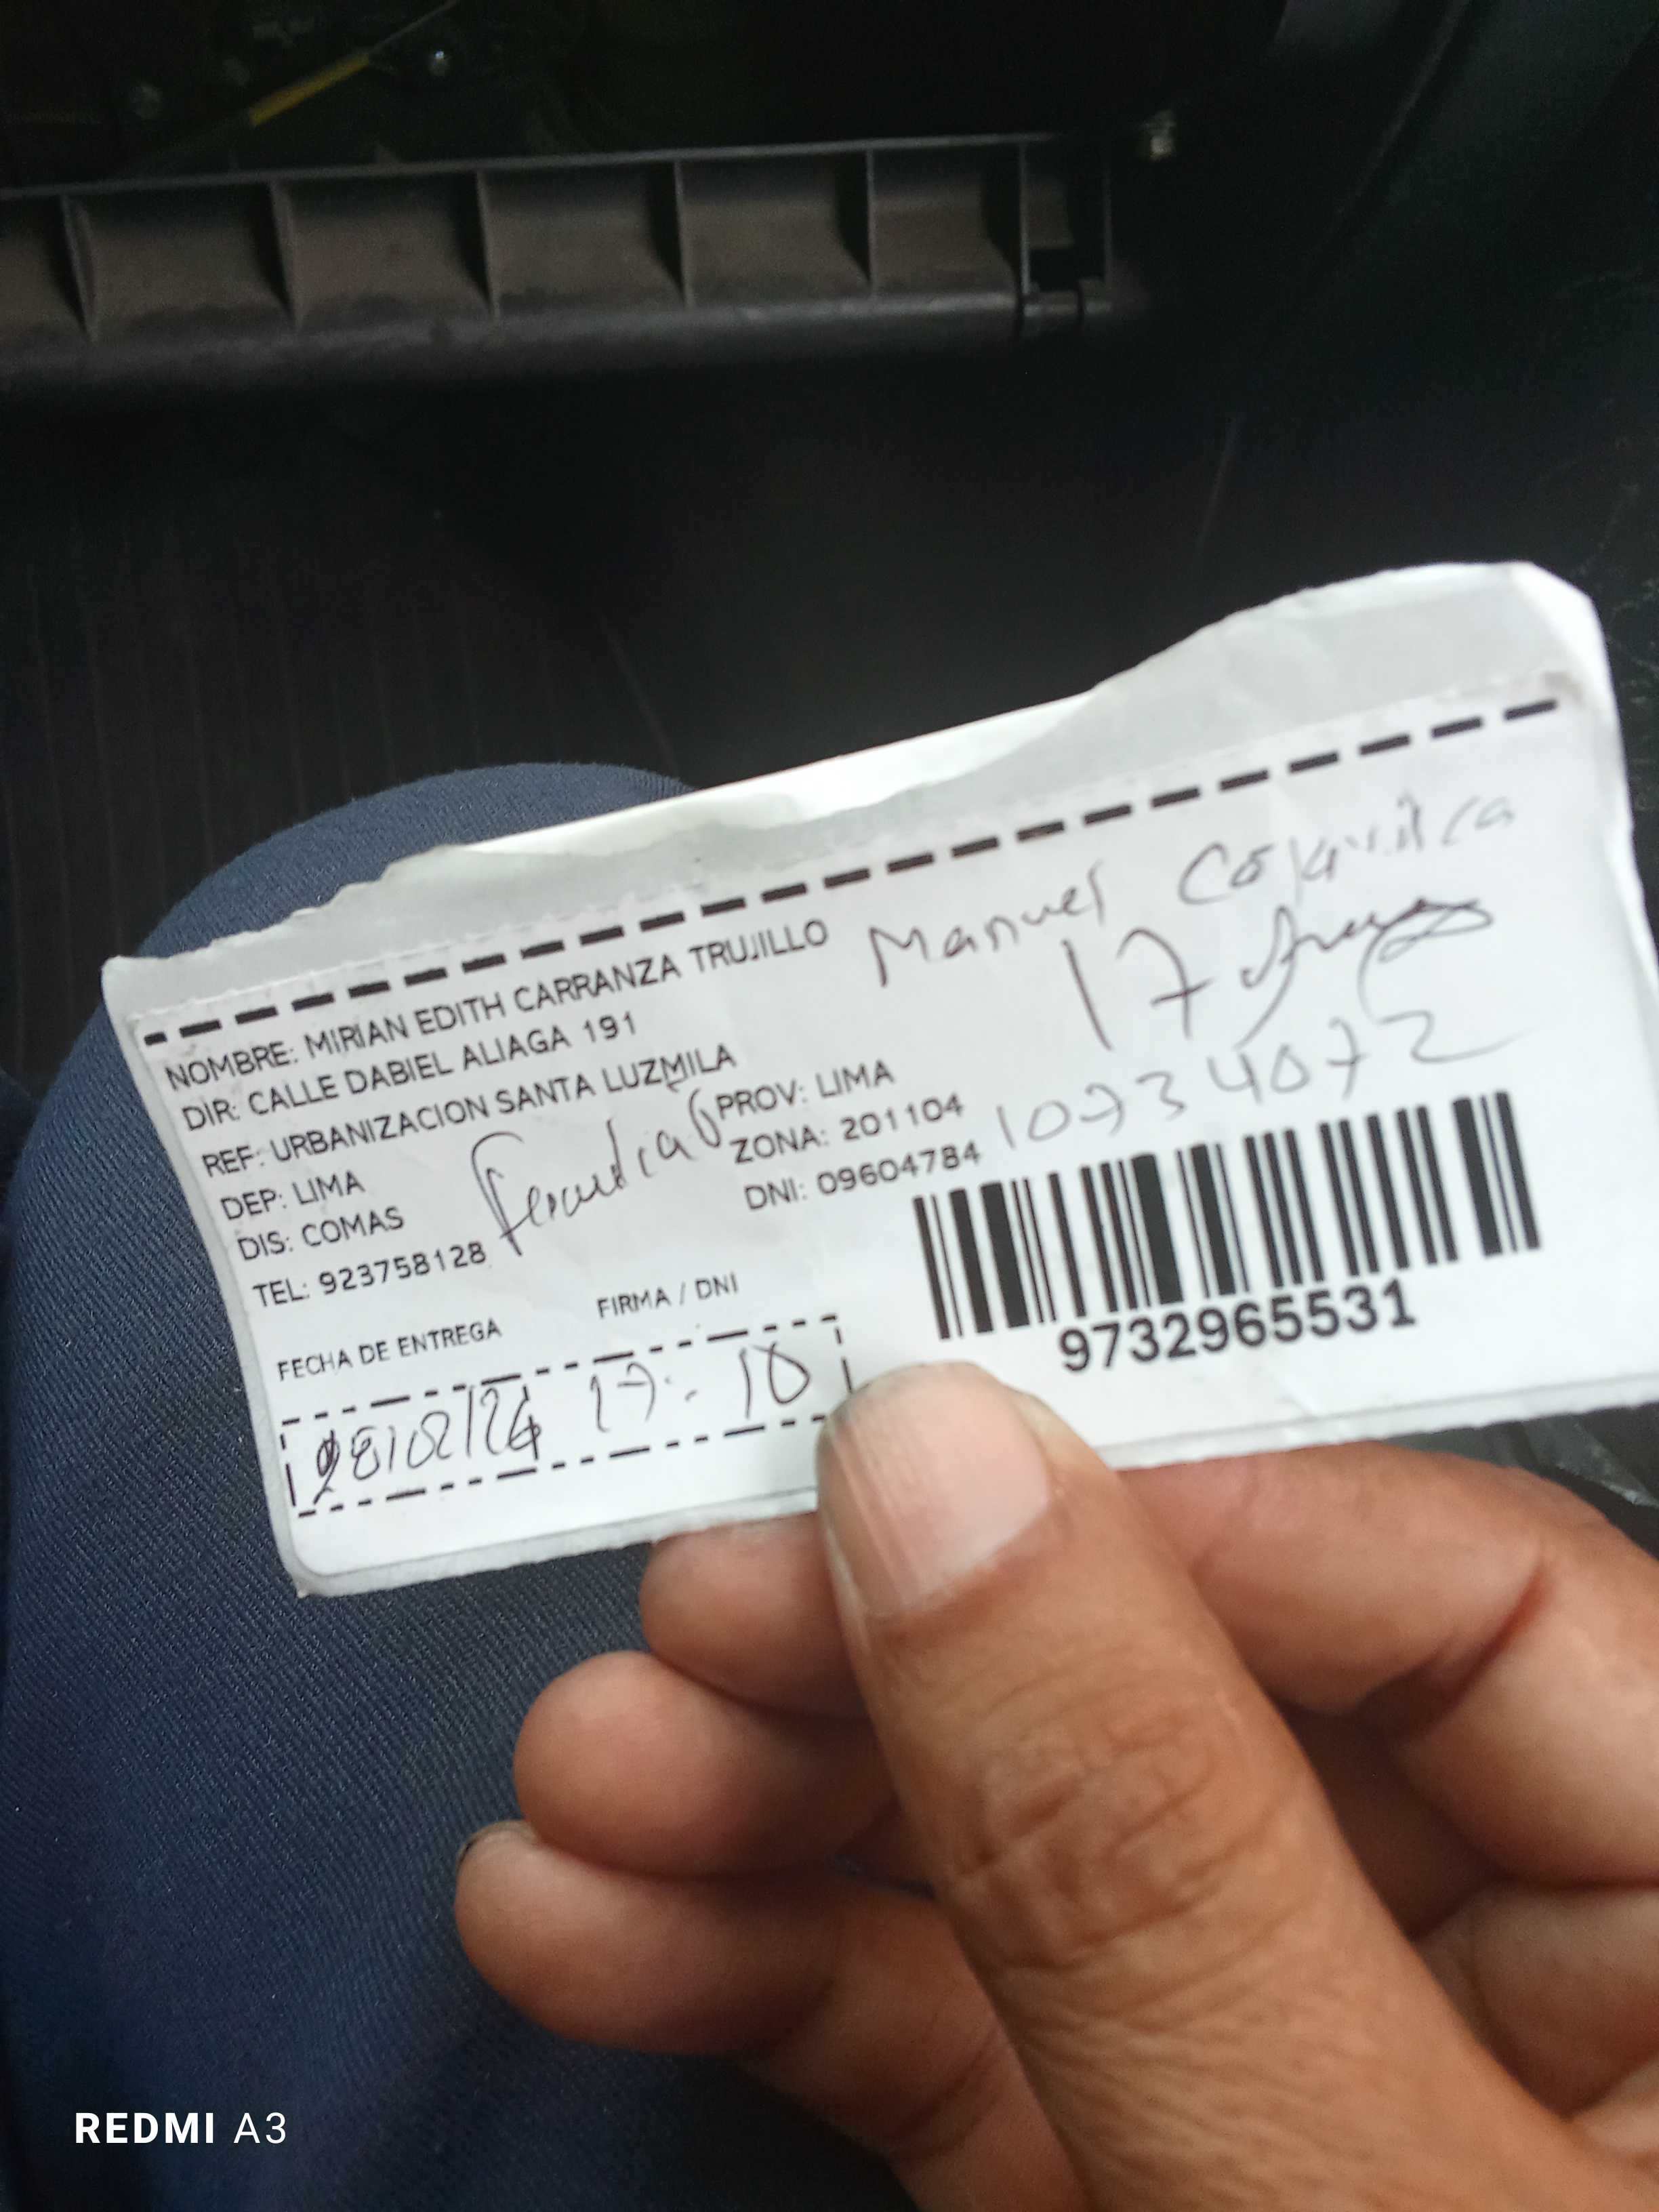 Manuel
NOMBRE: MIRIAN EDITH CARRANZA TRUJILLO
17
DIR: CALLE DABIEL ALIAGA 191
REF: URBANIZACION SANTA LUZMILA
10734072
DEP: LIMA PROV: LIMA
DIS: COMAS ZONA: 201104
TEL: 923758128 DNI: 09604784
FECHA DE ENTREGA FIRMA / DNI
17:10
9732965531
REDMI A3